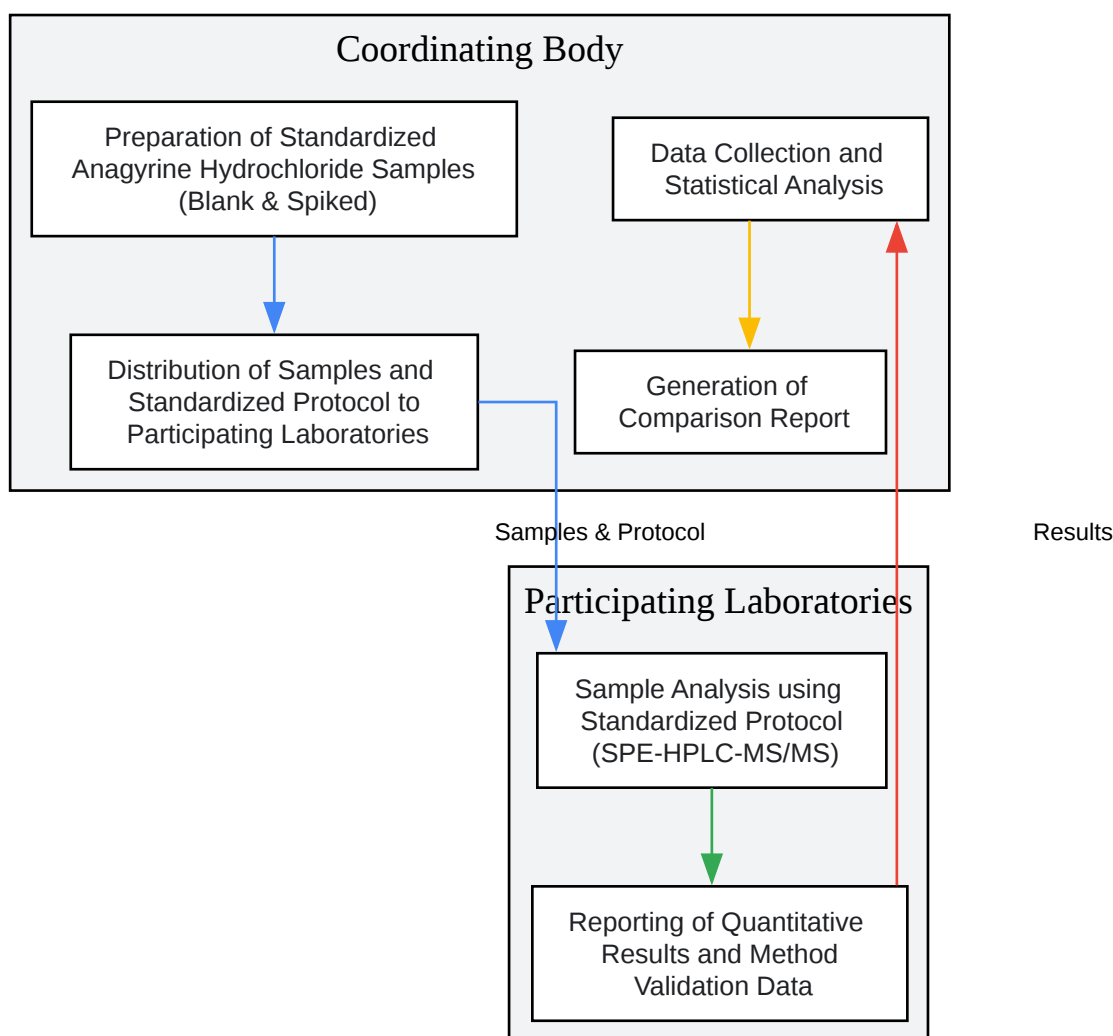 Coordinating Body
Preparation of Standardized
Anagyrine Hydrochloride Samples
(Blank & Spiked)
Data Collection and
Statistical Analysis
Distribution of Samples and
Standardized Protocol to
Participating Laboratories
Generation of
Comparison Report
Samples & Protocol
Results
Participating Laboratories
Sample Analysis using
Standardized Protocol
(SPE-HPLC-MS/MS)
Reporting of Quantitative
Results and Method
Validation Data